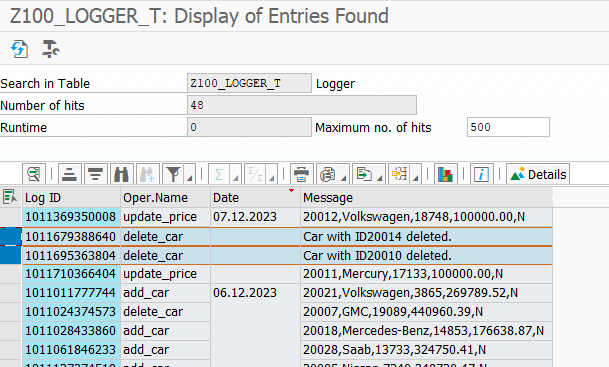 Z100_LOGGER_T: Display of Entries Found
Search in Table Z100_LOGGER_T Logger
Number of hits 48
Runtime 0 Maximum no. of hits 500
Details
Log ID Oper.Name Date Message
1011369350008 update_price 07.12.2023 20012,Volkswagen,18748,100000.00,N
1011679388640 delete_car Car with ID20014 deleted.
1011695363804 delete_car Car with ID20010 deleted.
1011710366404 update_price 20011,Mercury,17133,100000.00,N
1011011777744 add_car 06.12.2023 20021,Volkswagen,3865,269789.52,N
1011024374573 delete_car 20007,GMC,19089,440960.39,N
1011028433860 add_car 20018,Mercedes-Benz,14853,176638.87,N
1011061846233 add_car 20028,Saab,13733,324750.41,N